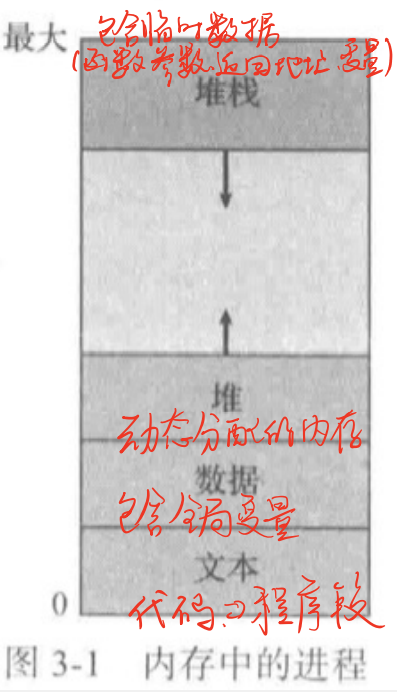 最大
包含临时数据
(函数参数.返回地址.变量)
堆栈
堆
动态分配的内存
数据
包含全局变量
文本
代码⊃程序段
0
图 3-1 内存中的进程